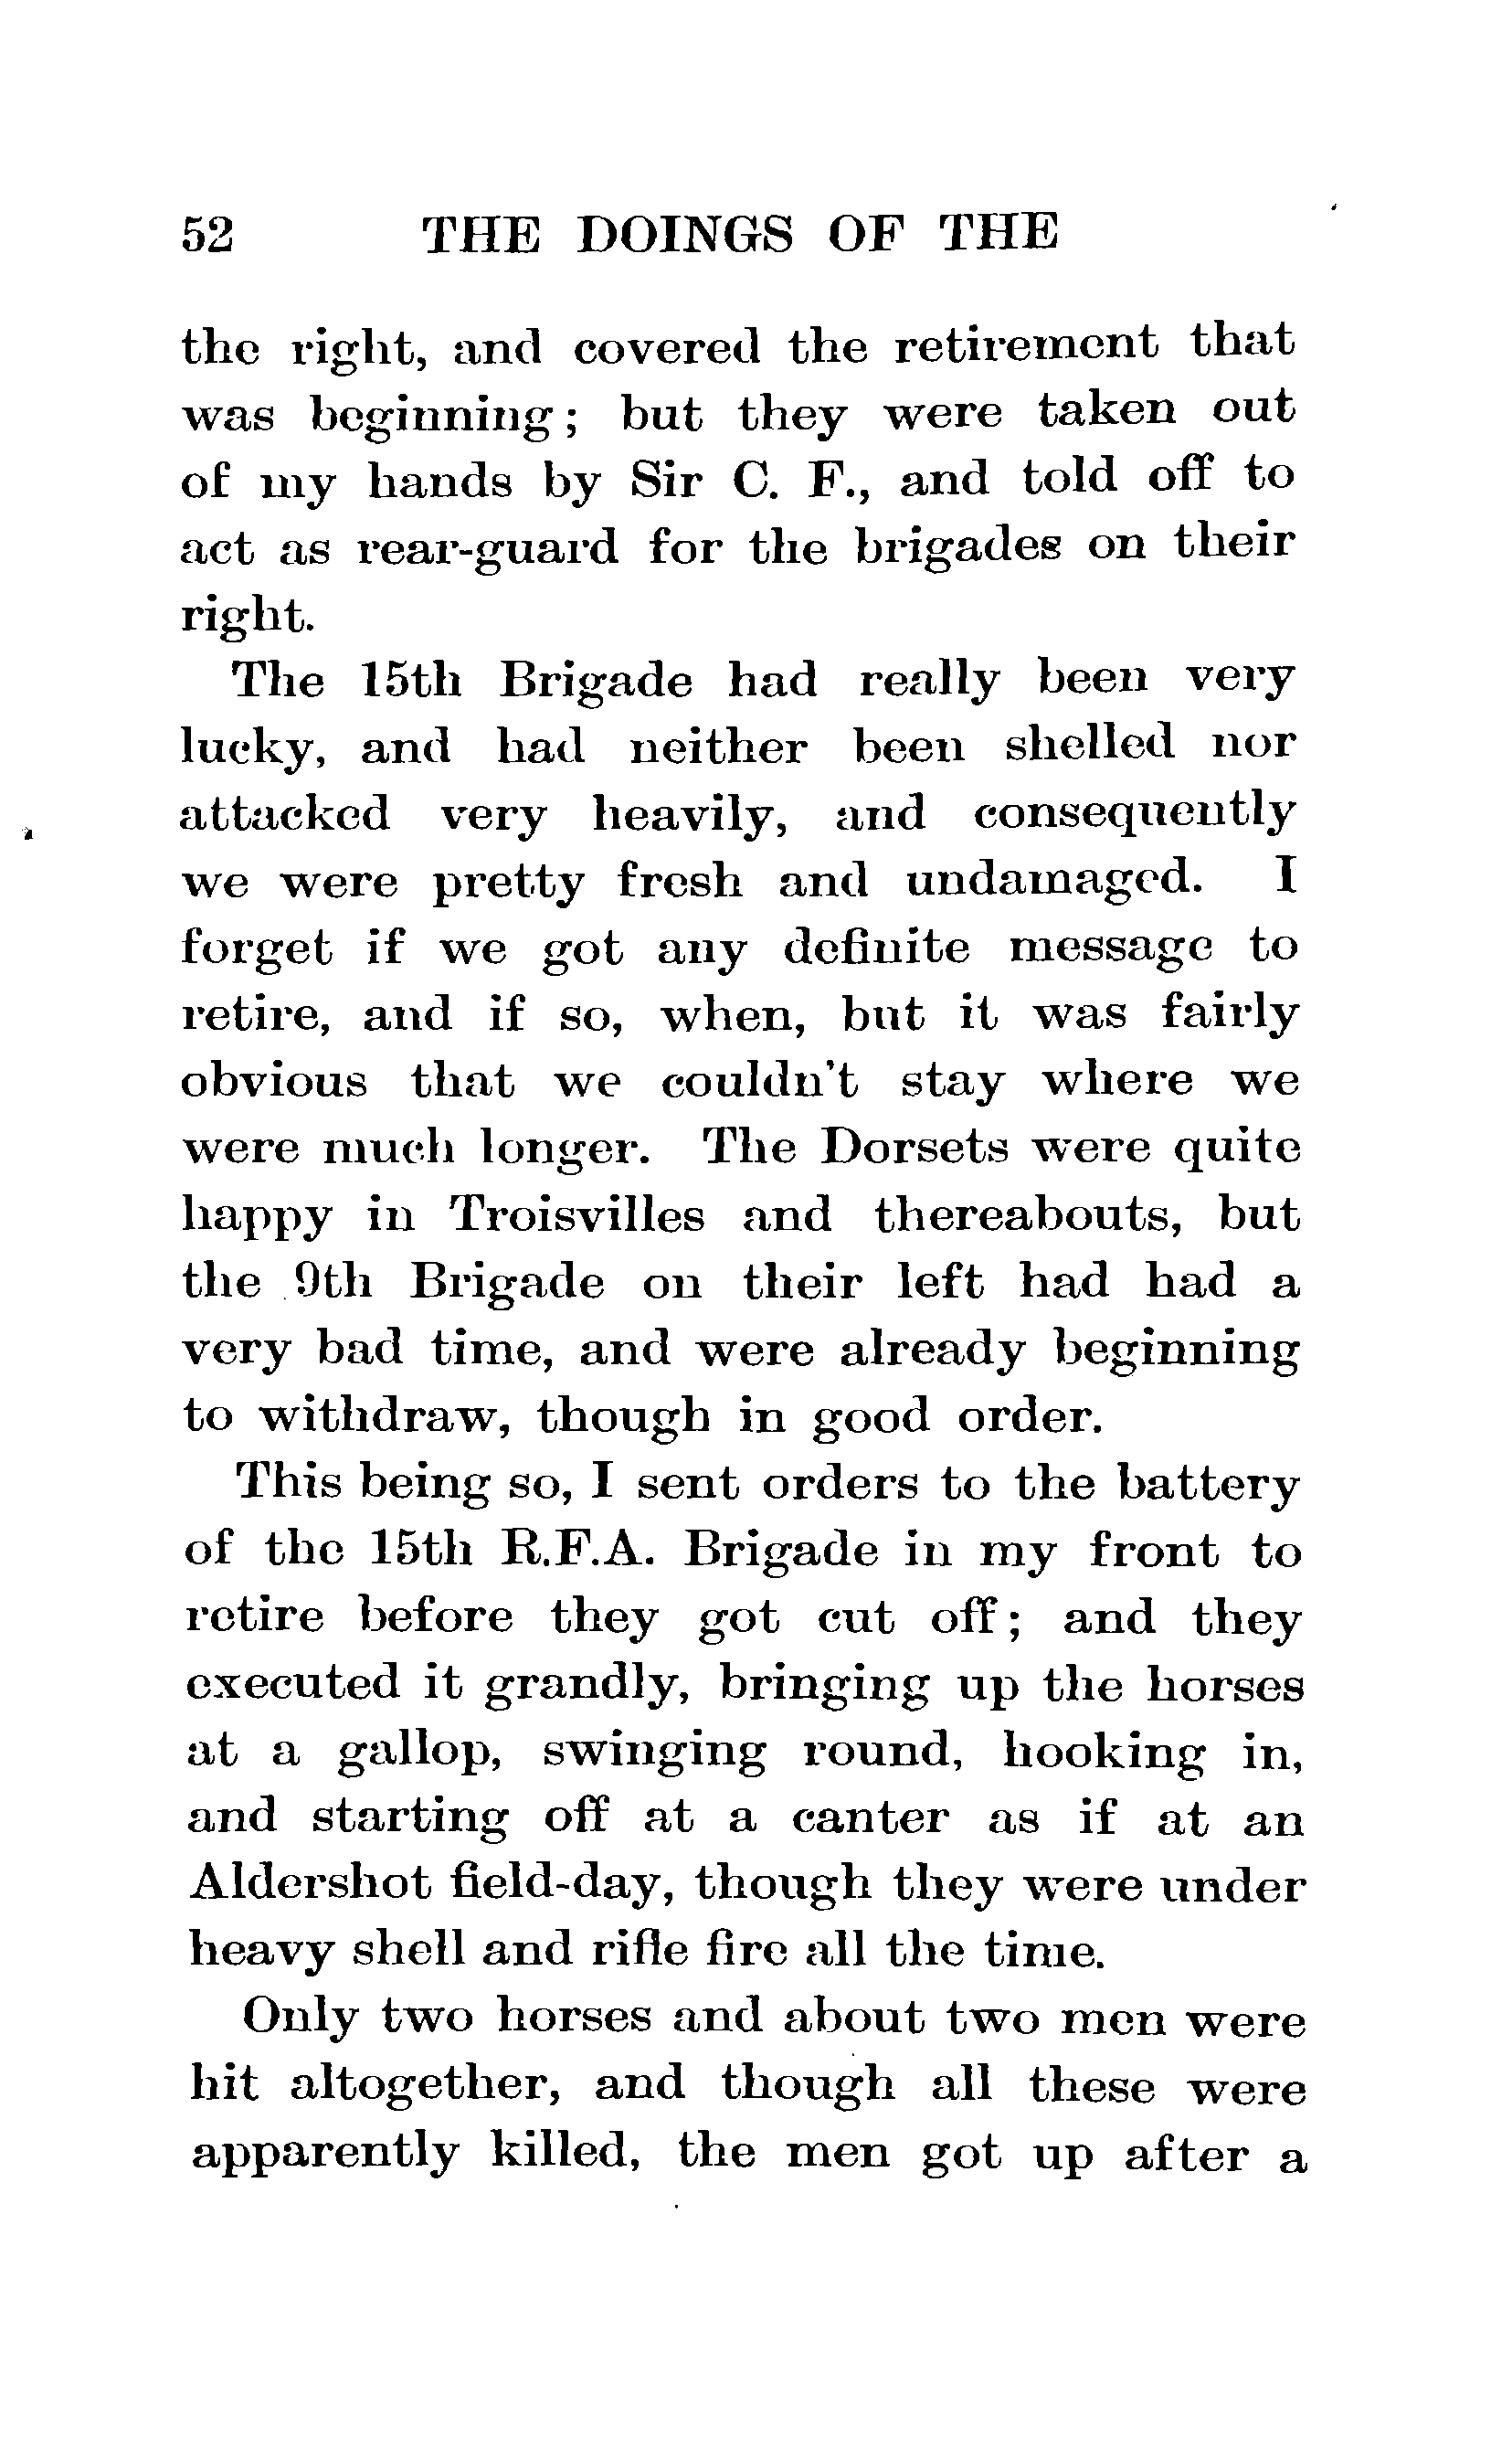 52 THE DOINGS OF THE
the right, and covered the retirement that
was beginning; but they were taken out
of my hands by Sir C. F., and told off to
act as rear-guard for the brigades on their
right.
The 15th Brigade had really been very
lucky, and had neither been shelled nor
attacked very heavily, and consequently
we were pretty fresh and undamaged. I
forget if we got any definite message to
retire, and if so, when, but it was fairly
obvious that we couldn't stay where we
were much longer. The Dorsets were quite
happy in Troisvilles and thereabouts, but
the 9th Brigade on their left had had a
very bad time, and were already beginning
to withdraw, though in good order.
This being so, I sent orders to the battery
of the 15th R.F.A. Brigade in my front to
retire before they got cut off; and they
executed it grandly, bringing up the horses
at a gallop, swinging round, hooking in,
and starting off at a canter as if at an
Aldershot field-day, though they were under
heavy shell and rifle fire all the time.
Only two horses and about two men were
hit altogether, and though all these were
apparently killed, the men got up after a